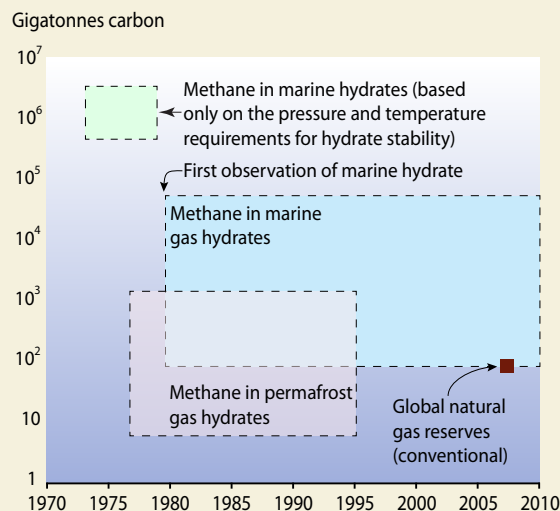 Gigatonnes carbon
10⁷
10⁶
10⁵
10⁴
10³
10²
10
1
Methane in marine hydrates (based
only on the pressure and temperature
requirements for hydrate stability)
First observation of marine hydrate
Methane in marine
gas hydrates
Methane in permafrost
gas hydrates
Global natural
gas reserves
(conventional)
1970 1975 1980 1985 1990 1995 2000 2005 2010